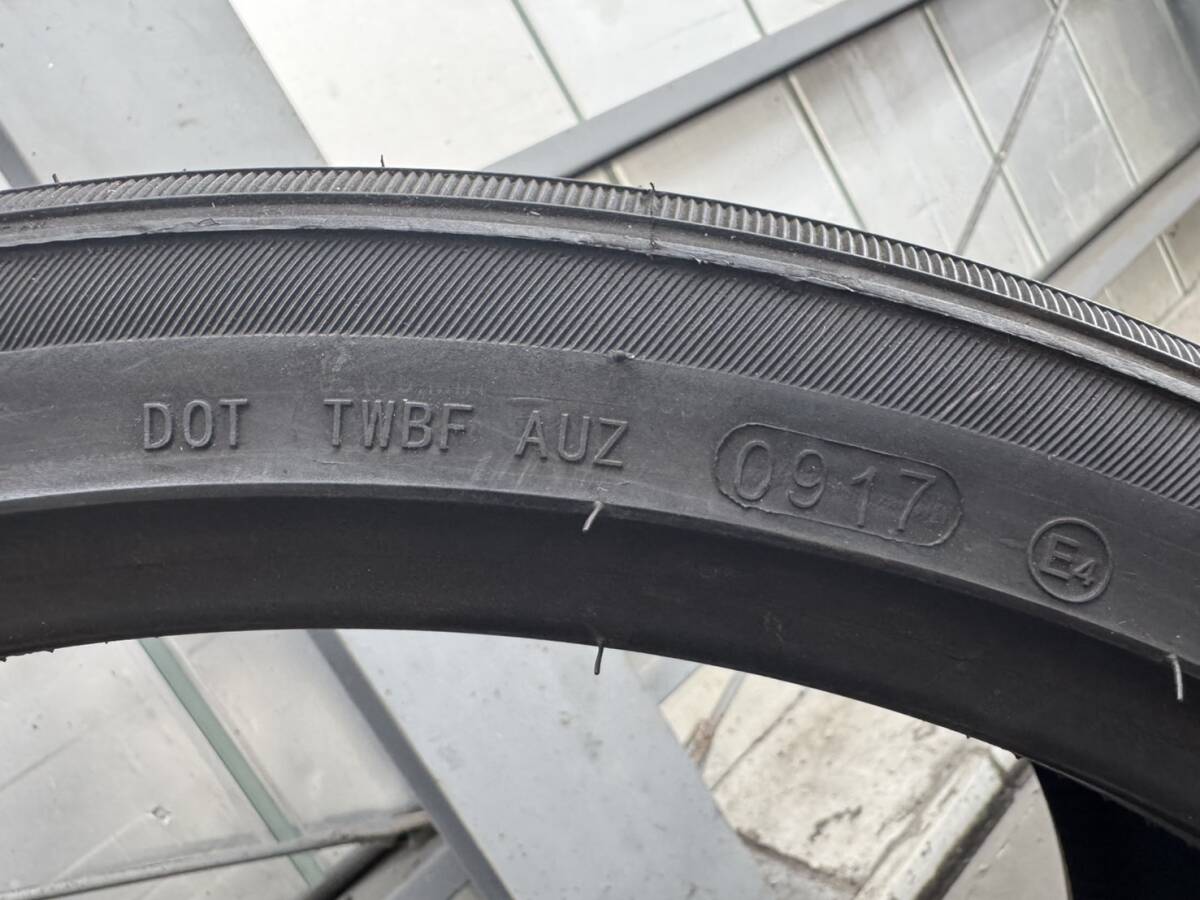 DOT TWBF AUZ 0917 E4